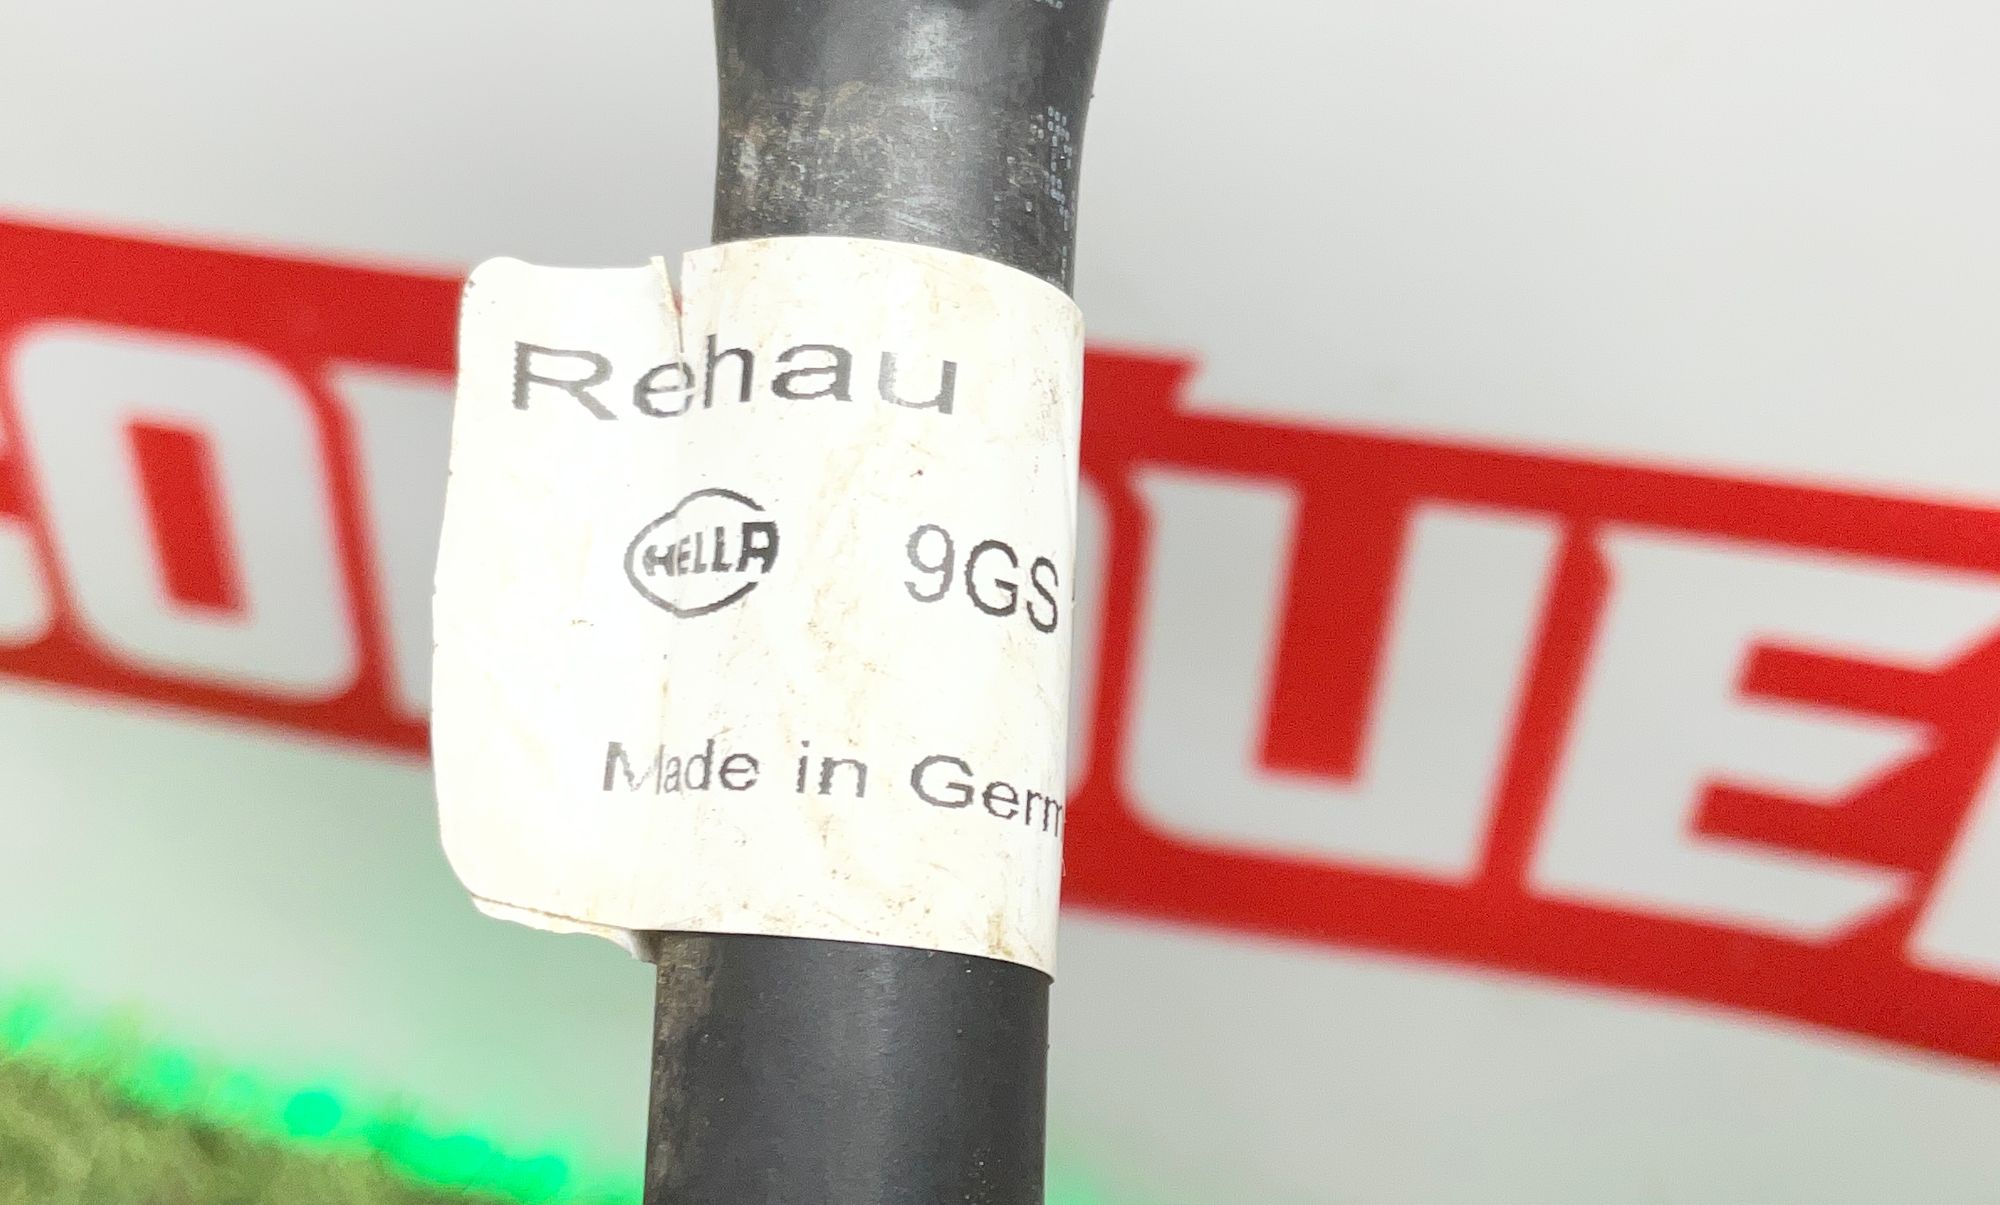 Rehau
HELLA 9GS
Made in Germ